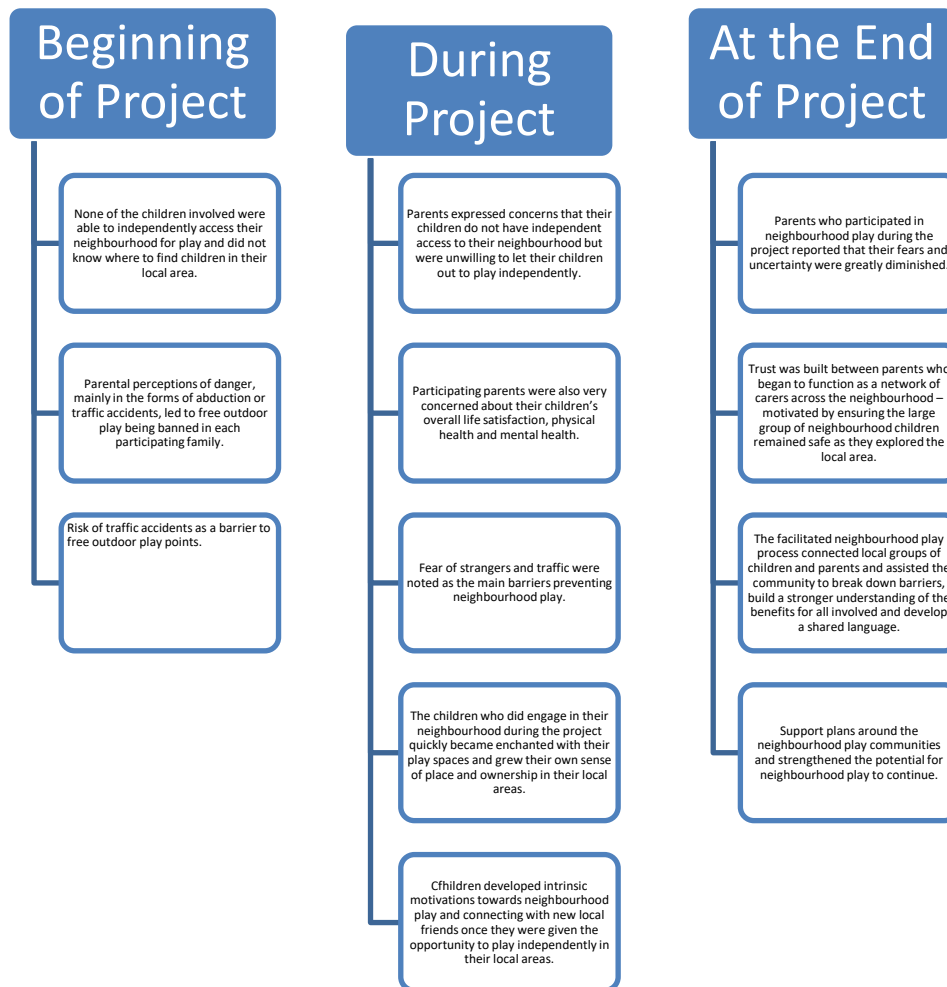 Beginning
of Project
None of the children involved were
able to independently access their
neighbourhood for play and did not
know where to find children in their
local area.
Parental perceptions of danger,
mainly in the forms of abduction or
traffic accidents, led to free outdoor
play being banned in each
participating family.
Risk of traffic accidents as a barrier to
free outdoor play points.
During
Project
Parents expressed concerns that their
children do not have independent
access to their neighbourhood but
were unwilling to let their children
out to play independently.
Participating parents were also very
concerned about their children’s
overall life satisfaction, physical
health and mental health.
Fear of strangers and traffic were
noted as the main barriers preventing
neighbourhood play.
The children who did engage in their
neighbourhood during the project
quickly became enchanted with their
play spaces and grew their own sense
of place and ownership in their local
areas.
Cfhildren developed intrinsic
motivations towards neighbourhood
play and connecting with new local
friends once they were given the
opportunity to play independently in
their local areas.
At the End
of Project
Parents who participated in
neighbourhood play during the
project reported that their fears and
uncertainty were greatly diminished.
Trust was built between parents who
began to function as a network of
carers across the neighbourhood –
motivated by ensuring the large
group of neighbourhood children
remained safe as they explored the
local area.
The facilitated neighbourhood play
process connected local groups of
children and parents and assisted the
community to break down barriers,
build a stronger understanding of the
benefits for all involved and develop
a shared language.
Support plans around the
neighbourhood play communities
and strengthened the potential for
neighbourhood play to continue.